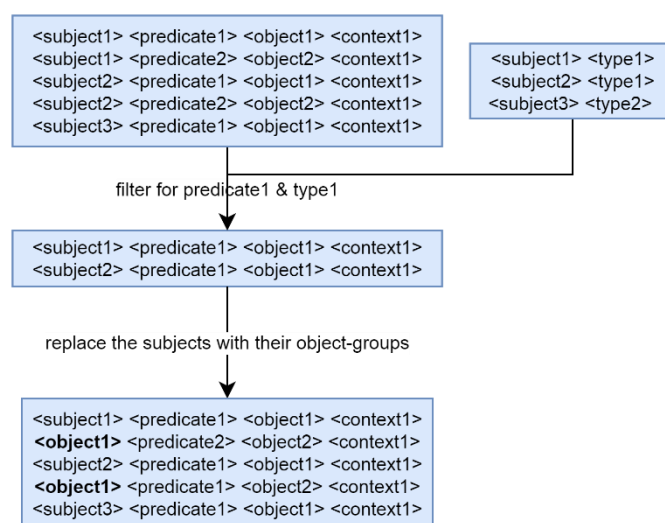 <subject1> <predicate1> <object1> <context1>
<subject1> <predicate2> <object2> <context1>
<subject2> <predicate1> <object1> <context1>
<subject2> <predicate2> <object2> <context1>
<subject3> <predicate1> <object1> <context1>
<subject1> <type1>
<subject2> <type1>
<subject3> <type2>
filter for predicate1 & type1
<subject1> <predicate1> <object1> <context1>
<subject2> <predicate1> <object1> <context1>
replace the subjects with their object-groups
<subject1> <predicate1> <object1> <context1>
<object1> <predicate2> <object2> <context1>
<subject2> <predicate1> <object1> <context1>
<object1> <predicate1> <object2> <context1>
<subject3> <predicate1> <object1> <context1>